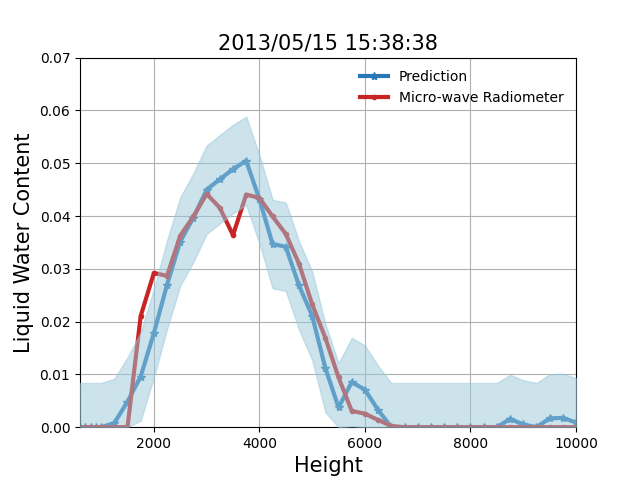 2013/05/15 15:38:38
Prediction
Micro-wave Radiometer
Liquid Water Content
0.07
0.06
0.05
0.04
0.03
0.02
0.01
0.00
2000 4000 6000 8000 10000
Height